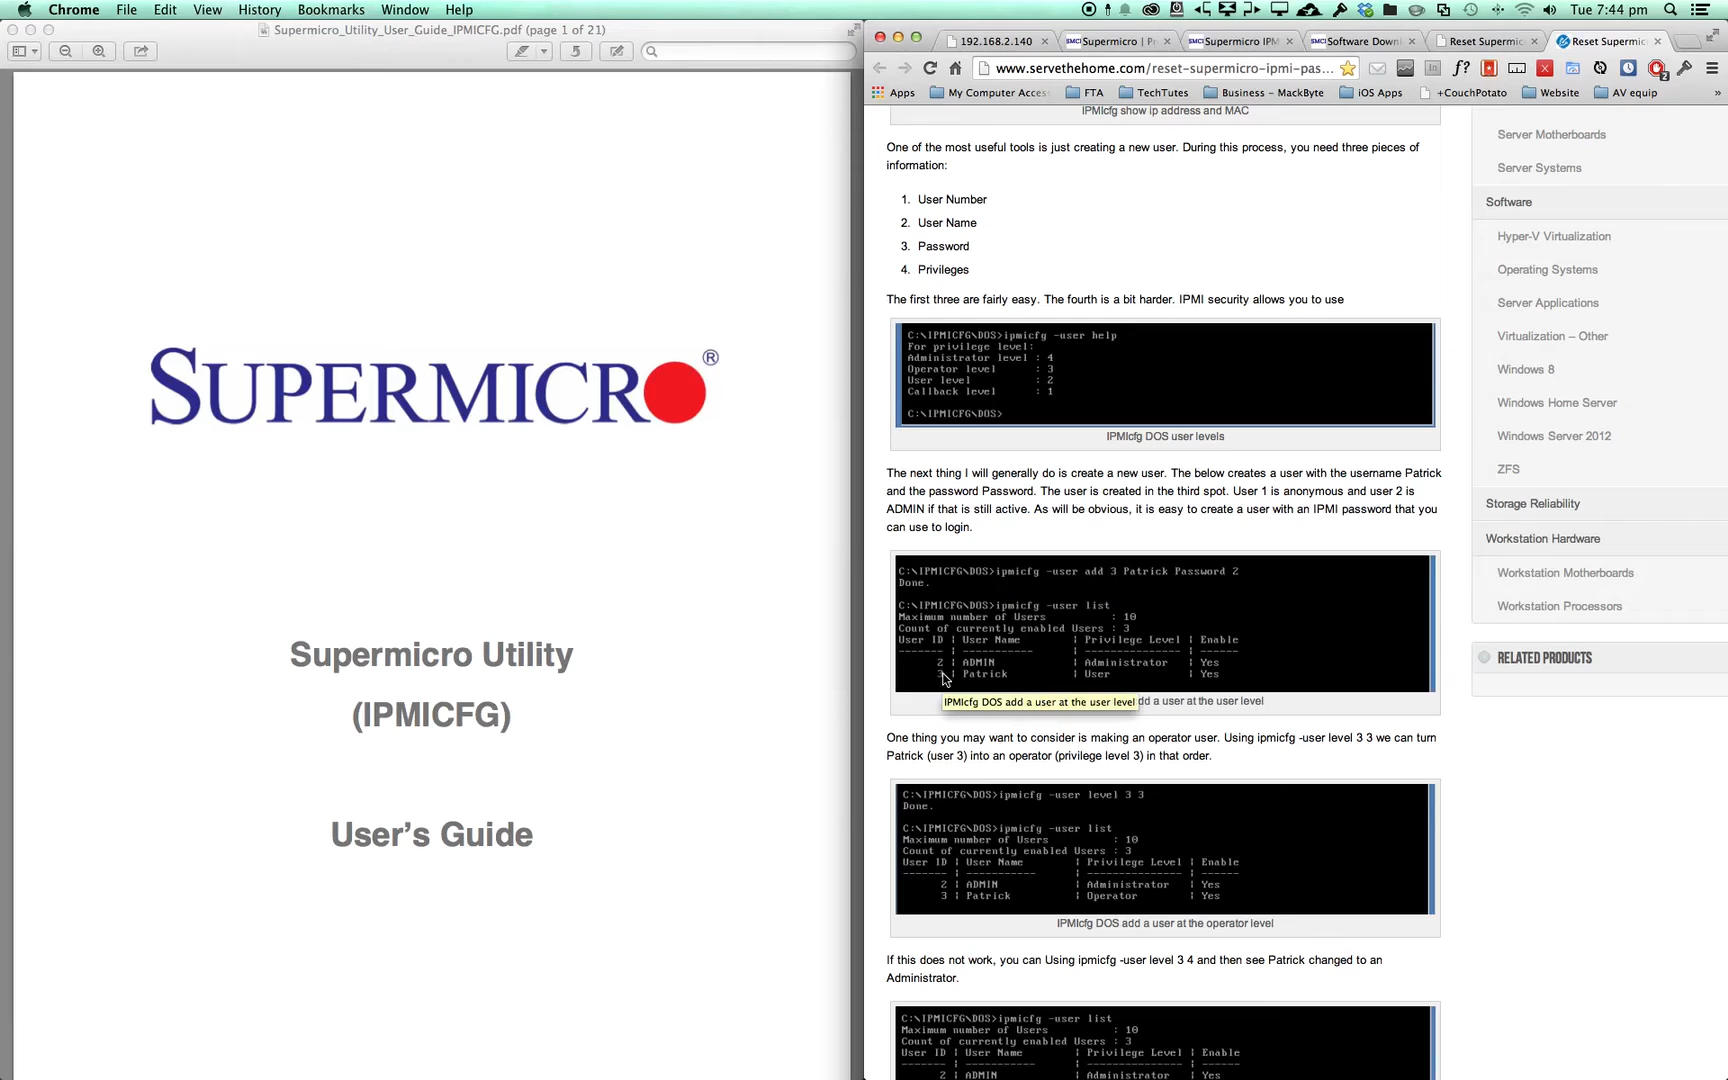 Chrome File Edit View History Bookmarks Window Help
Tue 7:44 pm
Supermicro_Utility_User_Guide_IPMICFG.pdf (page 1 of 21)
SUPERMICRO®
Supermicro Utility
(IPMICFG)
User's Guide
192.168.2.140
SMCI Supermicro | Pr
SMCI Supermicro IPM
SMCI Software Downl
Reset Supermic
Reset Supermic
www.servethehome.com/reset-supermicro-ipmi-pas...
Apps My Computer Acces FTA TechTutes Business – MackByte iOS Apps +CouchPotato Website AV equip »
IPMIcfg show ip address and MAC
One of the most useful tools is just creating a new user. During this process, you need three pieces of
information:
1. User Number
2. User Name
3. Password
4. Privileges
The first three are fairly easy. The fourth is a bit harder. IPMI security allows you to use
C:\IPMICFG\DOS>ipmicfg -user help
For privilege level:
Administrator level : 4
Operator level : 3
User level : 2
Callback level : 1
C:\IPMICFG\DOS>
IPMIcfg DOS user levels
The next thing I will generally do is create a new user. The below creates a user with the username Patrick
and the password Password. The user is created in the third spot. User 1 is anonymous and user 2 is
ADMIN if that is still active. As will be obvious, it is easy to create a user with an IPMI password that you
can use to login.
C:\IPMICFG\DOS>ipmicfg -user add 3 Patrick Password 2
Done.
C:\IPMICFG\DOS>ipmicfg -user list
Maximum number of Users : 10
Count of currently enabled Users : 3
User ID | User Name | Privilege Level | Enable
------- | ----------- | --------------- | ------
2 | ADMIN | Administrator | Yes
3 | Patrick | User | Yes
IPMIcfg DOS add a user at the user level
dd a user at the user level
One thing you may want to consider is making an operator user. Using ipmicfg -user level 3 3 we can turn
Patrick (user 3) into an operator (privilege level 3) in that order.
C:\IPMICFG\DOS>ipmicfg -user level 3 3
Done.
C:\IPMICFG\DOS>ipmicfg -user list
Maximum number of Users : 10
Count of currently enabled Users : 3
User ID | User Name | Privilege Level | Enable
------- | ----------- | --------------- | ------
2 | ADMIN | Administrator | Yes
3 | Patrick | Operator | Yes
IPMIcfg DOS add a user at the operator level
If this does not work, you can Using ipmicfg -user level 3 4 and then see Patrick changed to an
Administrator.
C:\IPMICFG\DOS>ipmicfg -user list
Maximum number of Users : 10
Count of currently enabled Users : 3
User ID | User Name | Privilege Level | Enable
------- | ----------- | --------------- | ------
2 | ADMIN | Administrator | Yes
Server Motherboards
Server Systems
Software
Hyper-V Virtualization
Operating Systems
Server Applications
Virtualization – Other
Windows 8
Windows Home Server
Windows Server 2012
ZFS
Storage Reliability
Workstation Hardware
Workstation Motherboards
Workstation Processors
RELATED PRODUCTS